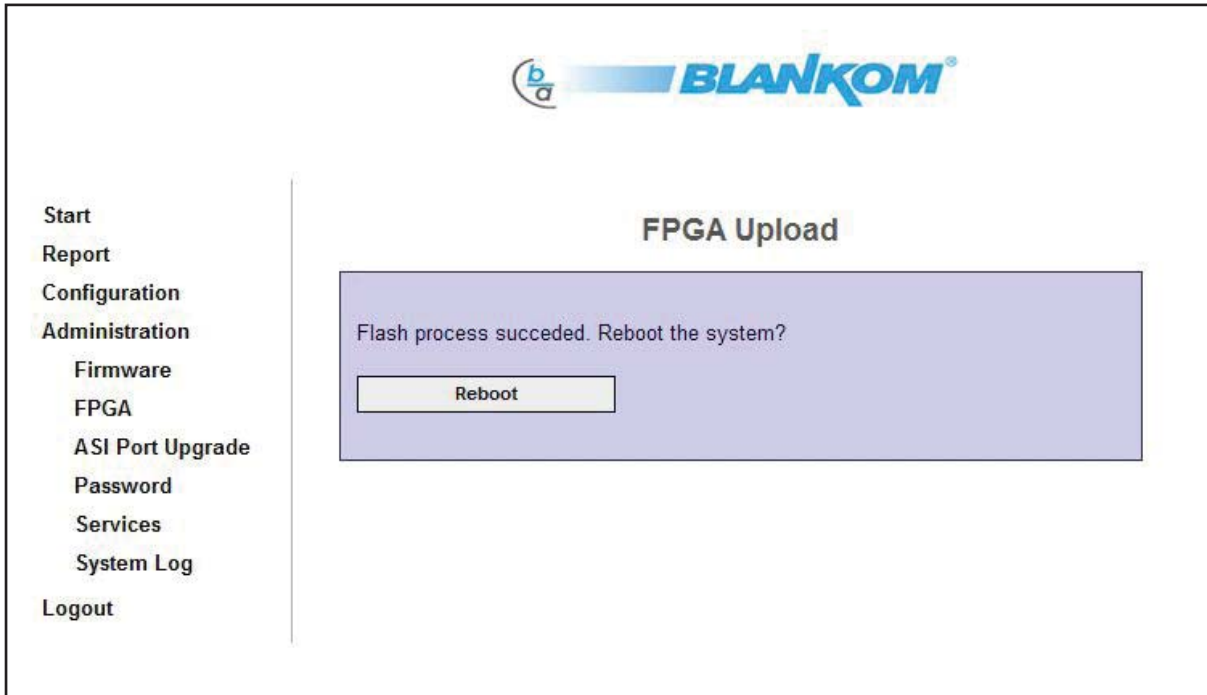 b
a
BLANKOM®
Start
Report
Configuration
Administration
Firmware
FPGA
ASI Port Upgrade
Password
Services
System Log
Logout
FPGA Upload
Flash process succeded. Reboot the system?
Reboot